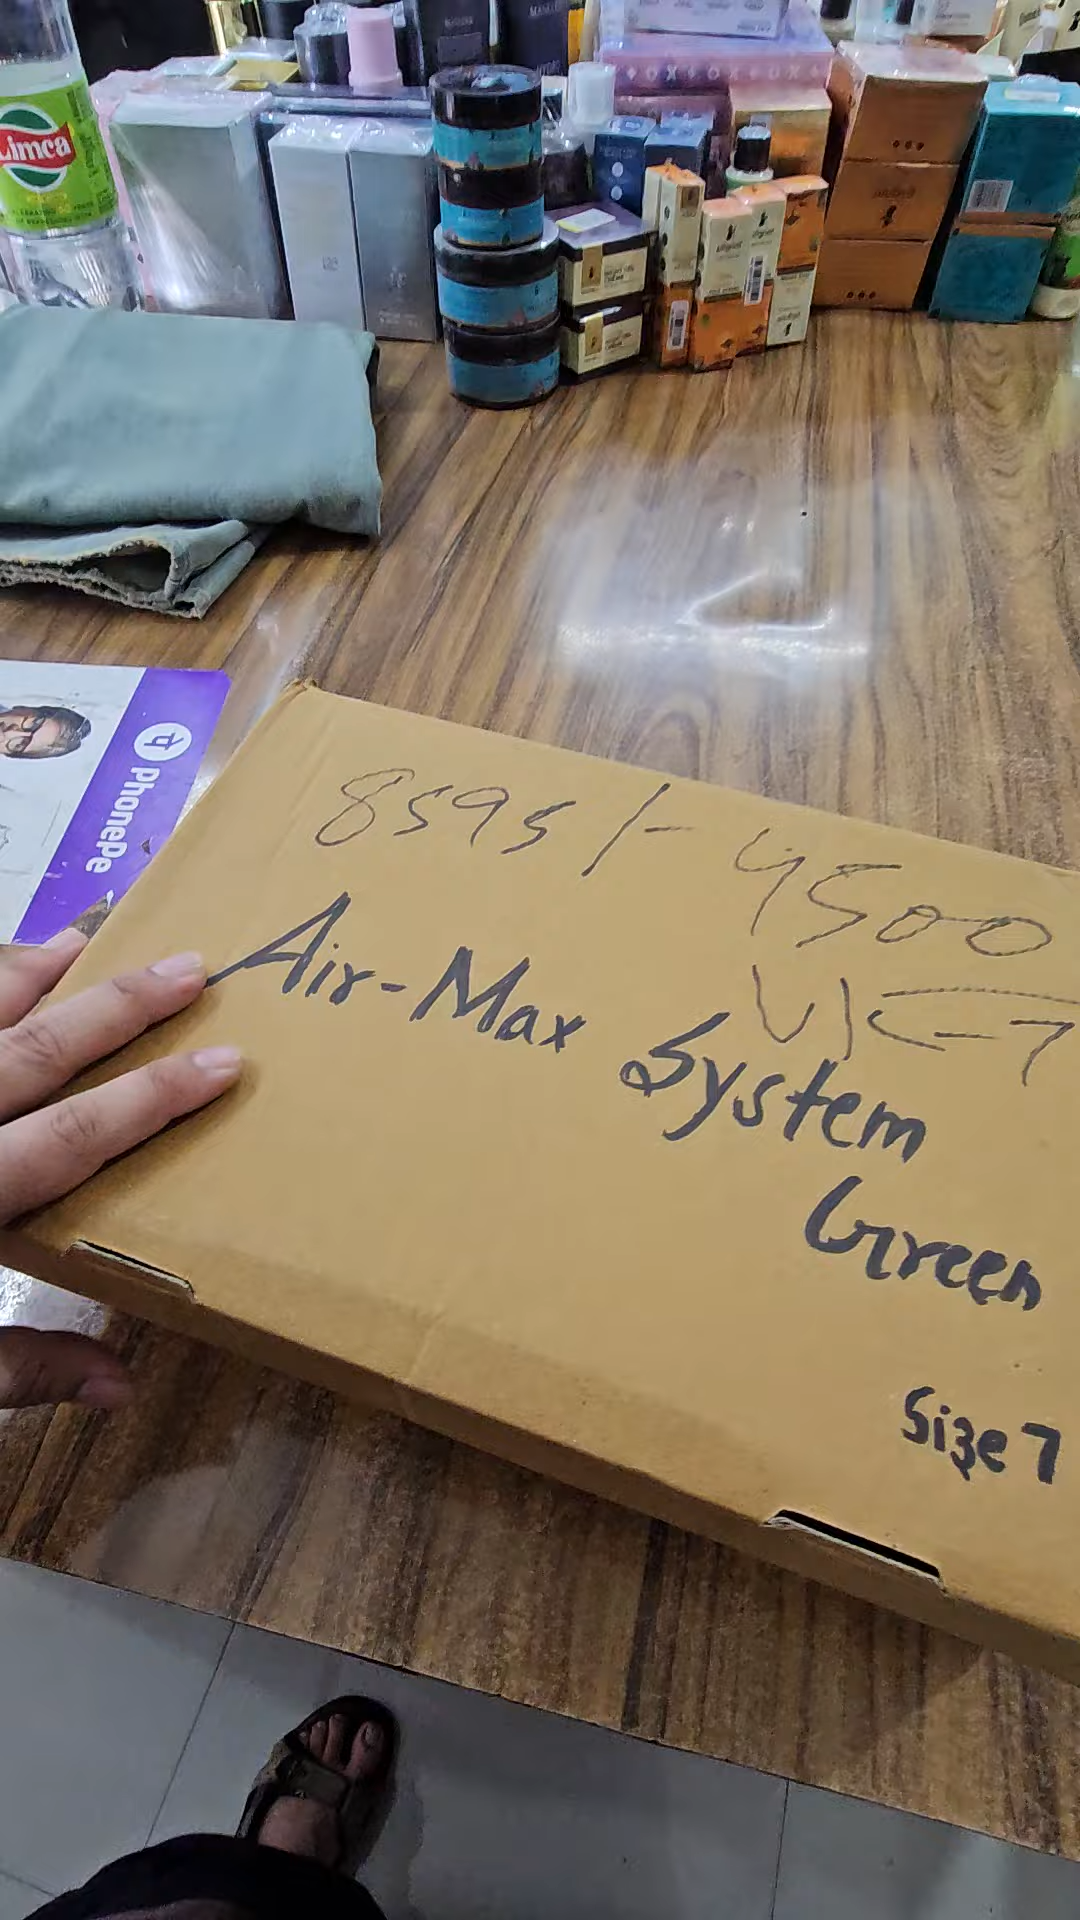 Limca
PhonePe
8595/- 4500
UK-7
Air-Max System
Green
Size 7